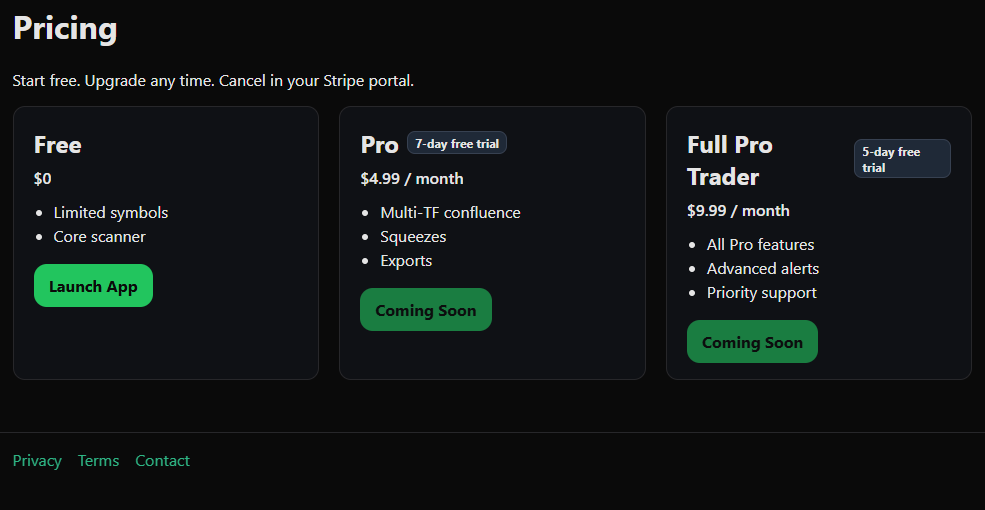 Pricing
Start free. Upgrade any time. Cancel in your Stripe portal.
Free
$0
Limited symbols
Core scanner
Launch App
Pro
7-day free trial
$4.99 / month
Multi-TF confluence
Squeezes
Exports
Coming Soon
Full Pro
Trader
5-day free
trial
$9.99 / month
All Pro features
Advanced alerts
Priority support
Coming Soon
Privacy Terms Contact